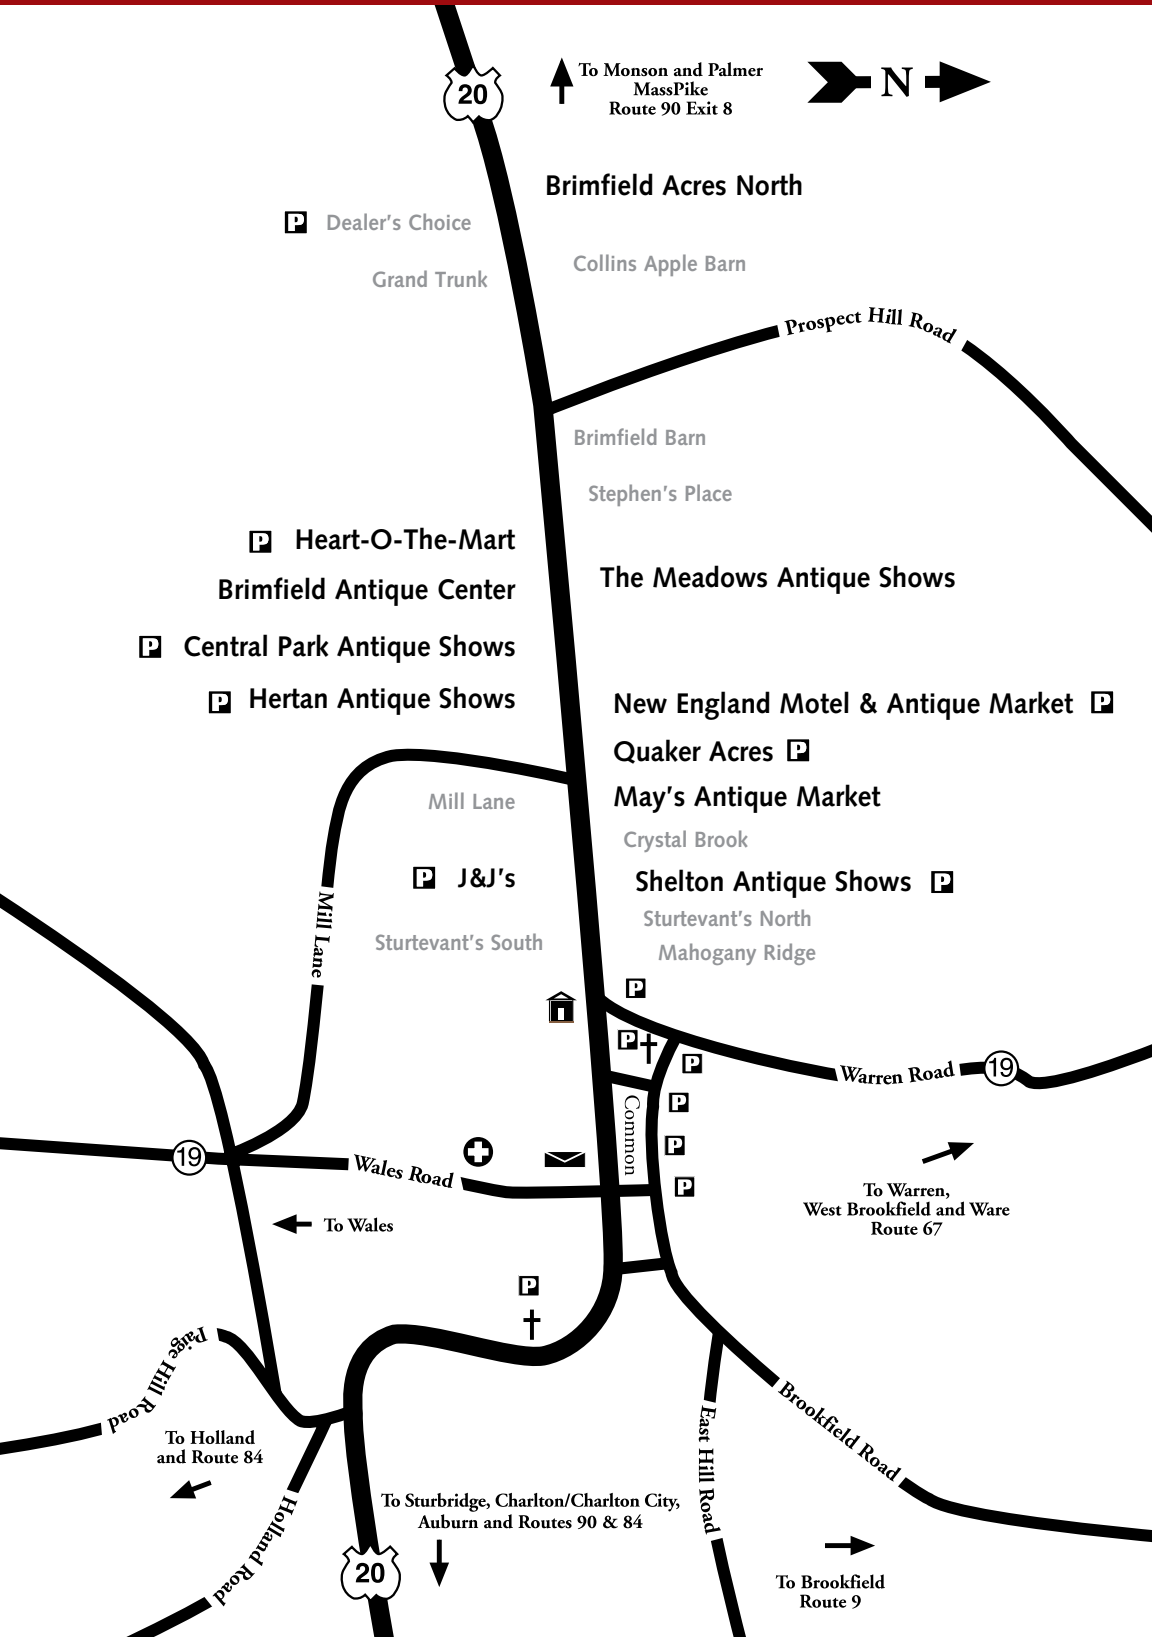 20
To Monson and Palmer
MassPike
Route 90 Exit 8
N
Brimfield Acres North
P Dealer's Choice
Collins Apple Barn
Grand Trunk
Prospect Hill Road
Brimfield Barn
Stephen's Place
P Heart-O-The-Mart
The Meadows Antique Shows
Brimfield Antique Center
P Central Park Antique Shows
P Hertan Antique Shows
New England Motel & Antique Market P
Quaker Acres P
Mill Lane
May's Antique Market
Crystal Brook
P J&J's
Shelton Antique Shows P
Mill Lane
Sturtevant's North
Sturtevant's South
Mahogany Ridge
P
P
P
Warren Road
19
P
Common
P
19
Wales Road
P
To Warren,
West Brookfield and Ware
Route 67
To Wales
P
Paige Hill Road
To Holland
and Route 84
Brookfield Road
East Hill Road
Holland Road
To Sturbridge, Charlton/Charlton City,
Auburn and Routes 90 & 84
20
To Brookfield
Route 9